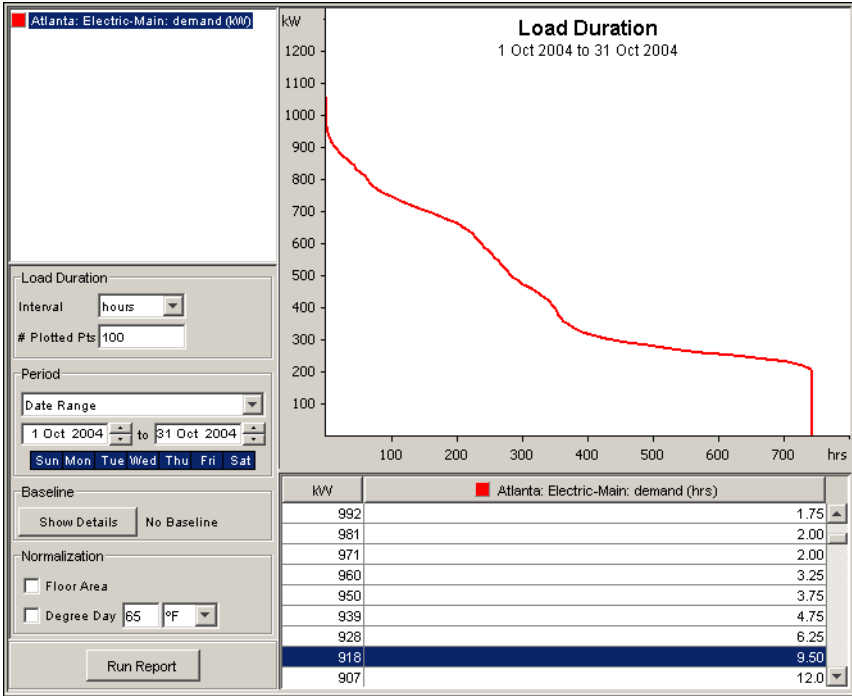 Atlanta: Electric-Main: demand (kW)
Load Duration
Interval hours
# Plotted Pts 100
Period
Date Range
1 Oct 2004 to 31 Oct 2004
Sun Mon Tue Wed Thu Fri Sat
Baseline
Show Details No Baseline
Normalization
Floor Area
Degree Day 65 °F
Run Report
kW
Load Duration
1 Oct 2004 to 31 Oct 2004
1200
1100
1000
900
800
700
600
500
400
300
200
100
100 200 300 400 500 600 700 hrs
kW Atlanta: Electric-Main: demand (hrs)
992 1.75
981 2.00
971 2.00
960 3.25
950 3.75
939 4.75
928 6.25
918 9.50
907 12.0